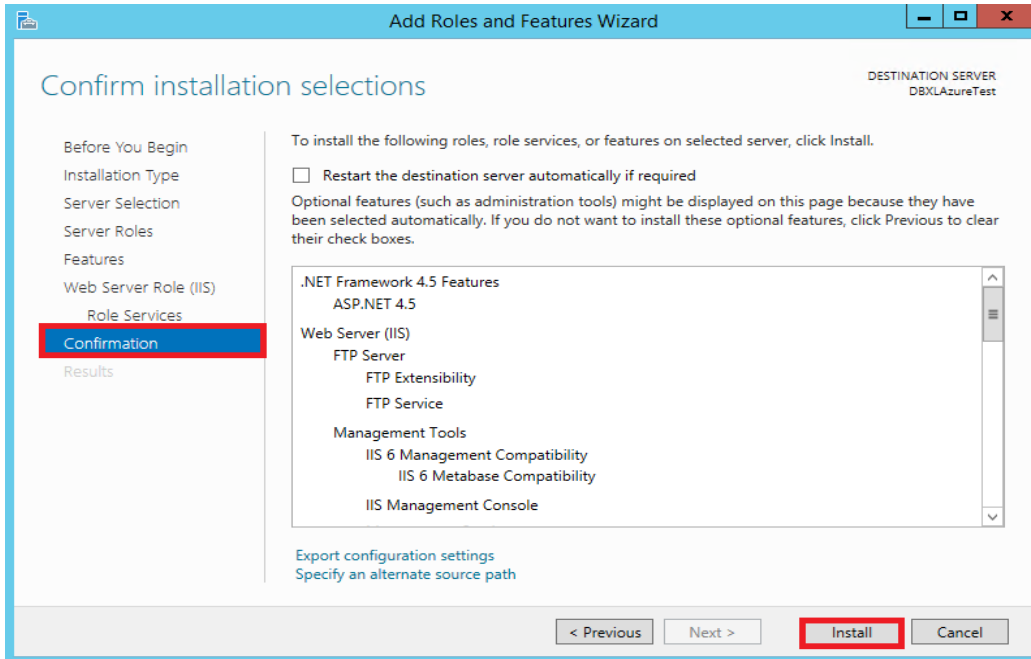 Add Roles and Features Wizard
Confirm installation selections
DESTINATION SERVER
DBXLAzureTest
Before You Begin
Installation Type
Server Selection
Server Roles
Features
Web Server Role (IIS)
Role Services
Confirmation
Results
To install the following roles, role services, or features on selected server, click Install.
Restart the destination server automatically if required
Optional features (such as administration tools) might be displayed on this page because they have
been selected automatically. If you do not want to install these optional features, click Previous to clear
their check boxes.
.NET Framework 4.5 Features
ASP.NET 4.5
Web Server (IIS)
FTP Server
FTP Extensibility
FTP Service
Management Tools
IIS 6 Management Compatibility
IIS 6 Metabase Compatibility
IIS Management Console
Export configuration settings
Specify an alternate source path
< Previous
Next >
Install
Cancel